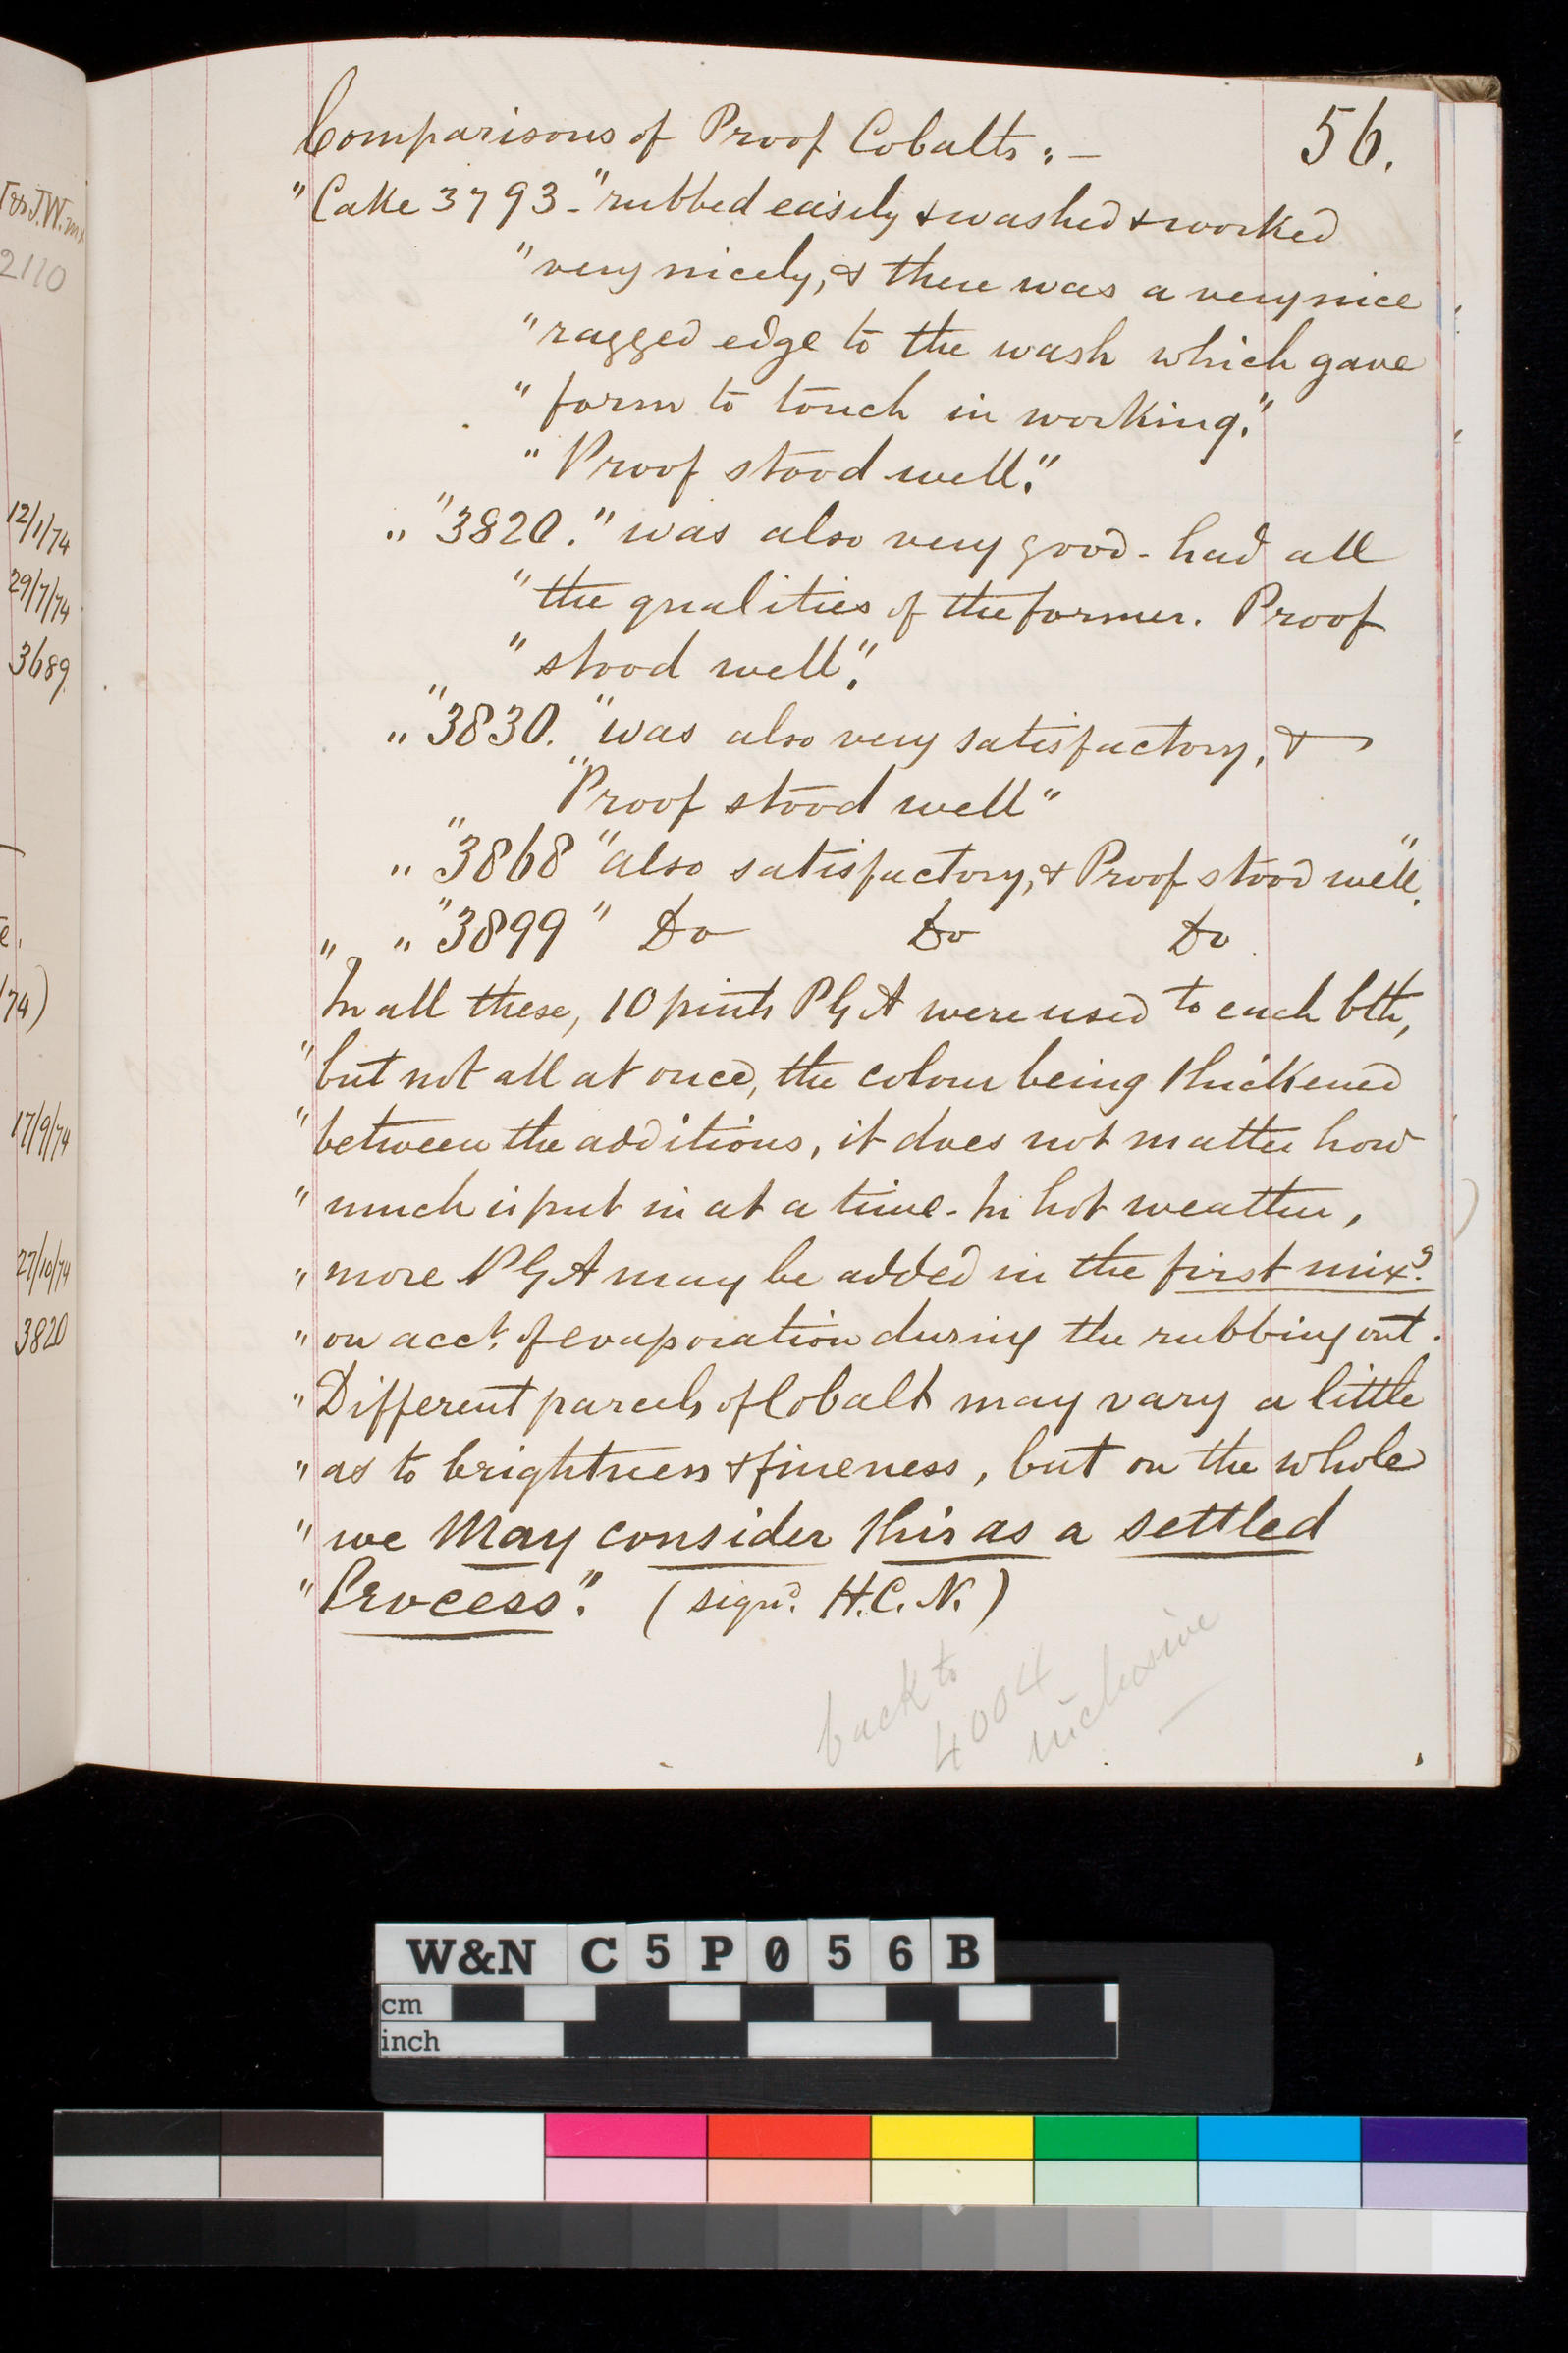 56.
Comparisons of Proof Cobalts :—
" Cake 3793 - " rubbed easily & washed & worked
" very nicely, & there was a very nice
" ragged edge to the wash which gave
" form to touch in working."
" Proof stood well."
" "3820." was also very good - had all
" the qualities of the former. Proof
" stood well."
" "3830. " was also very satisfactory, &
"Proof stood well"
" "3868 " also satisfactory, & Proof stood well."
" " "3899 " Do Do Do
In all these, 10 pints PGA were used to each bth,
" but not all at once, the colour being thickened
" between the additions, it does not matter how
" much is put in at a time - In hot weather,
" more PGA may be added in the first mixg.
" on acct. of evaporation during the rubbing out.
" Different parcels of Cobalt may vary a little
" as to brightness & fineness, but on the whole
" we may consider this as a settled
" Process." (signd. H.C.N.)
back to
4004
inclusive
2110
12/1/74
29/7/74
3689
/74)
17/9/74
27/10/74
3820
W&N C5P056B
cm
inch